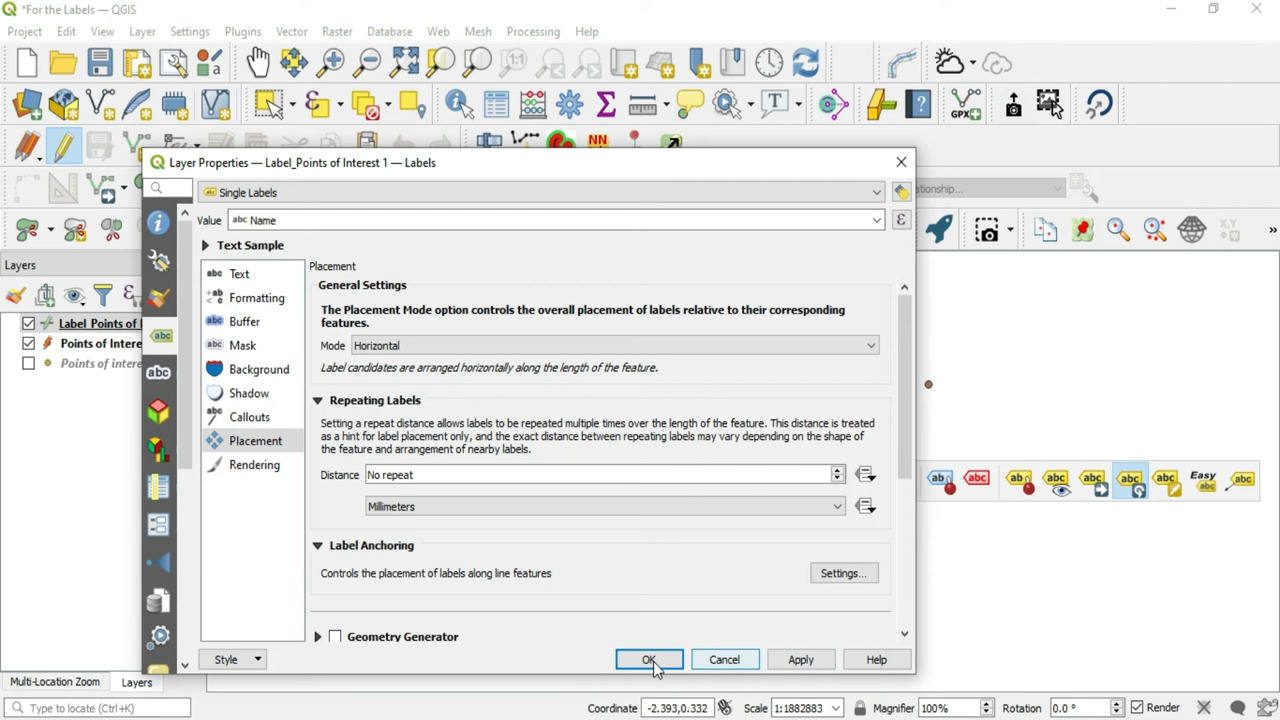 *For the Labels — QGIS
Project Edit View Layer Settings Plugins Vector Raster Database Web Mesh Processing Help
Layer Properties — Label_Points of Interest 1 — Labels
Single Labels
Value abc Name
Text Sample
Layers
abc Text
Formatting
abc Buffer
abc Mask
Background
Shadow
abc Callouts
Placement
Rendering
Label Points of I
Points of Intere
Points of intere
Placement
General Settings
The Placement Mode option controls the overall placement of labels relative to their corresponding
features.
Mode Horizontal
Label candidates are arranged horizontally along the length of the feature.
Repeating Labels
Setting a repeat distance allows labels to be repeated multiple times over the length of the feature. This distance is treated
as a hint for label placement only, and the exact distance between repeating labels may vary depending on the shape of
the feature and arrangement of nearby labels.
Distance No repeat
Millimeters
Label Anchoring
Controls the placement of labels along line features
Settings...
Geometry Generator
Style OK Cancel Apply Help
Multi-Location Zoom Layers
Type to locate (Ctrl+K) Coordinate -2.393,0.332 Scale 1:1882883 Magnifier 100% Rotation 0.0 ° Render